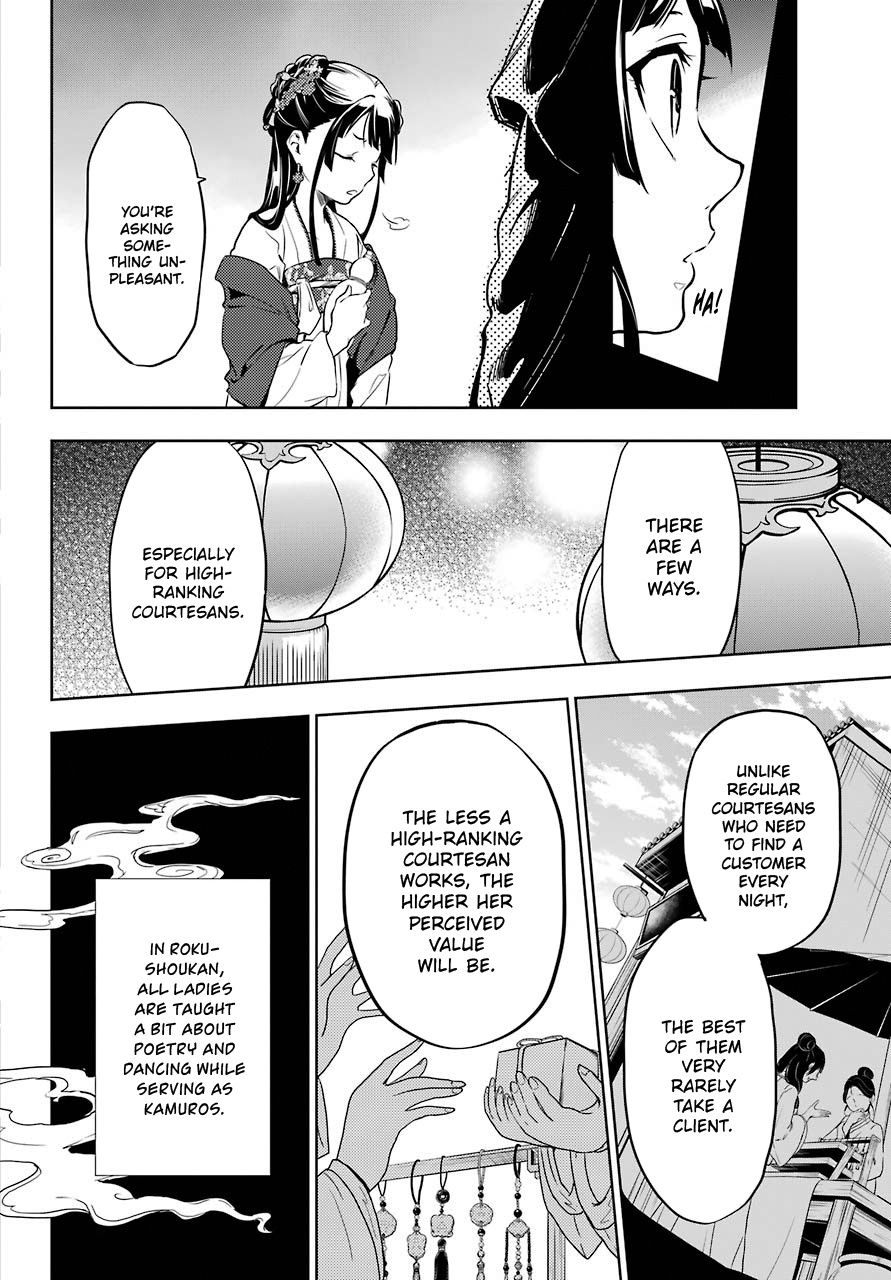 HA!
YOU'RE
ASKING
SOME-
THING UN-
PLEASANT.
THERE
ARE A
FEW
WAYS.
ESPECIALLY
FOR HIGH-
RANKING
COURTESANS.
UNLIKE
REGULAR
COURTESANS
WHO NEED
TO FIND A
CUSTOMER
EVERY
NIGHT,
THE BEST
OF THEM
VERY
RARELY
TAKE A
CLIENT.
THE LESS A
HIGH-RANKING
COURTESAN
WORKS, THE
HIGHER HER
PERCEIVED
VALUE
WILL BE.
IN ROKU-
SHOUKAN,
ALL LADIES
ARE TAUGHT
A BIT ABOUT
POETRY AND
DANCING WHILE
SERVING AS
KAMUROS.